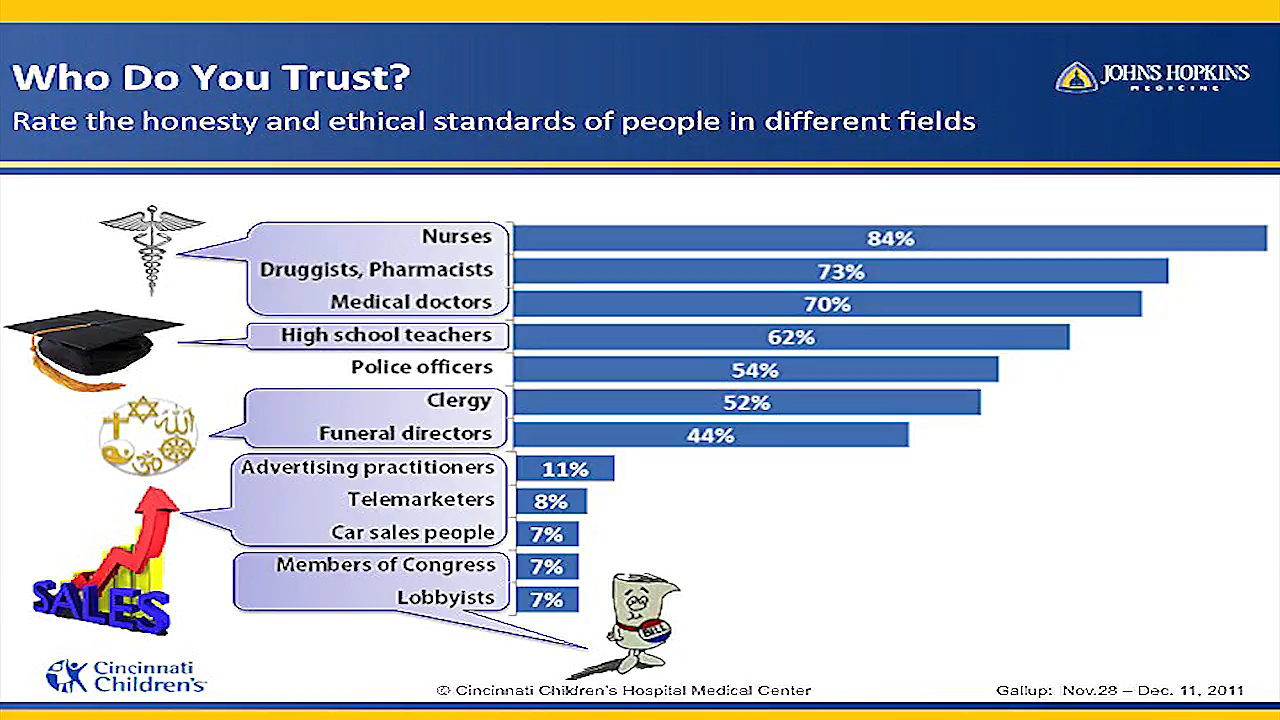 Who Do You Trust?
JOHNS HOPKINS
MEDICINE
Rate the honesty and ethical standards of people in different fields
Nurses 84%
Druggists, Pharmacists 73%
Medical doctors 70%
High school teachers 62%
Police officers 54%
Clergy 52%
Funeral directors 44%
Advertising practitioners 11%
Telemarketers 8%
Car sales people 7%
Members of Congress 7%
Lobbyists 7%
SALES
BILL
Cincinnati
Children's
© Cincinnati Children's Hospital Medical Center
Gallup: Nov.28 – Dec. 11, 2011